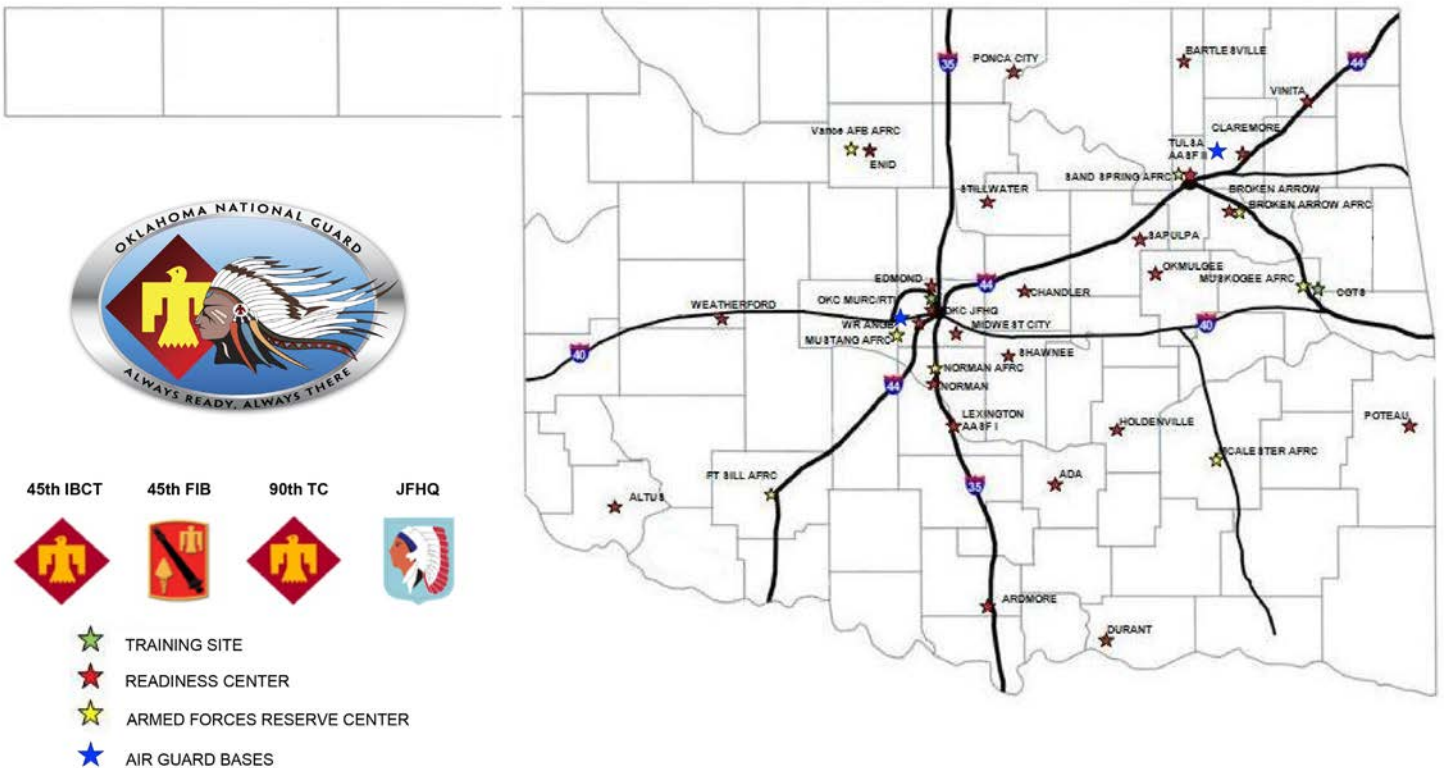 OKLAHOMA NATIONAL GUARD
ALWAYS READY, ALWAYS THERE
45th IBCT
45th FIB
90th TC
JFHQ
TRAINING SITE
READINESS CENTER
ARMED FORCES RESERVE CENTER
AIR GUARD BASES
35
PONCA CITY
BARTLESVILLE
44
VINITA
Vance AFB AFRC
ENID
CLAREMORE
TULSA
AASF II
SAND SPRING AFRC
STILLWATER
BROKEN ARROW
BROKEN ARROW AFRC
SAPULPA
EDMOND
44
OKMULGEE
MUSKOGEE AFRC
CGTS
OKC MURC/RTI
CHANDLER
WEATHERFORD
OKC JFHQ
WR ANGB
MIDWEST CITY
40
MUSTANG AFRC
40
SHAWNEE
NORMAN AFRC
44
NORMAN
LEXINGTON
AASF I
HOLDENVILLE
POTEAU
MCALESTER AFRC
FT SILL AFRC
ADA
35
ALTUS
ARDMORE
DURANT